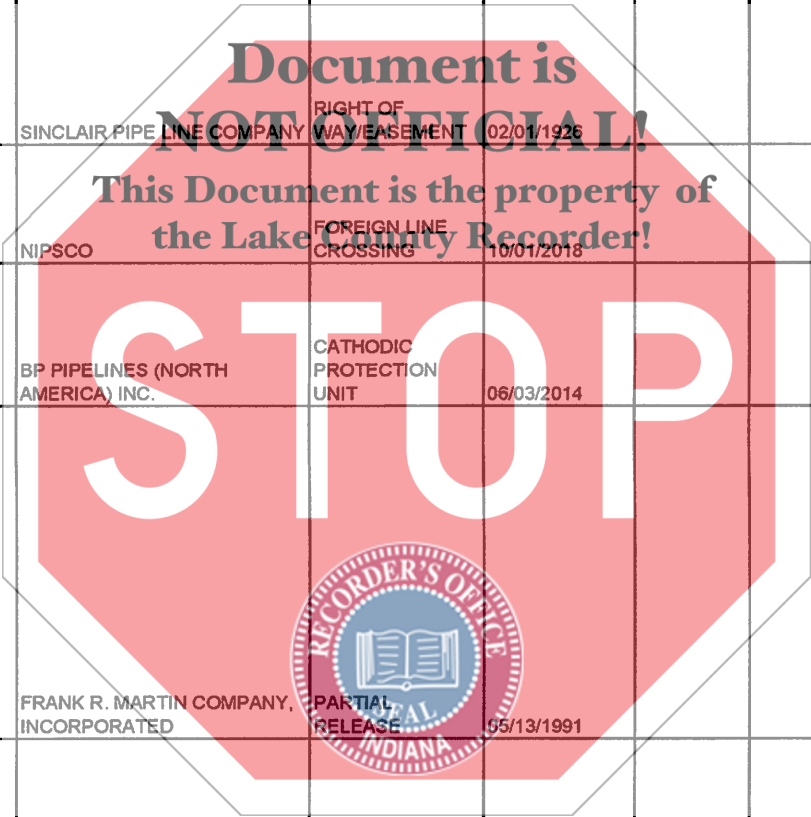 Document is
NOT OFFICIAL!
This Document is the property of
the Lake County Recorder!
STOP
RECORDER'S OFFICE
SEAL
INDIANA
RIGHT OF
SINCLAIR PIPE LINE COMPANY WAY/EASEMENT 02/01/1926
FOREIGN LINE
NIPSCO CROSSING 10/01/2018
CATHODIC
BP PIPELINES (NORTH PROTECTION
AMERICA) INC. UNIT 06/03/2014
FRANK R. MARTIN COMPANY, PARTIAL
INCORPORATED RELEASE 05/13/1991